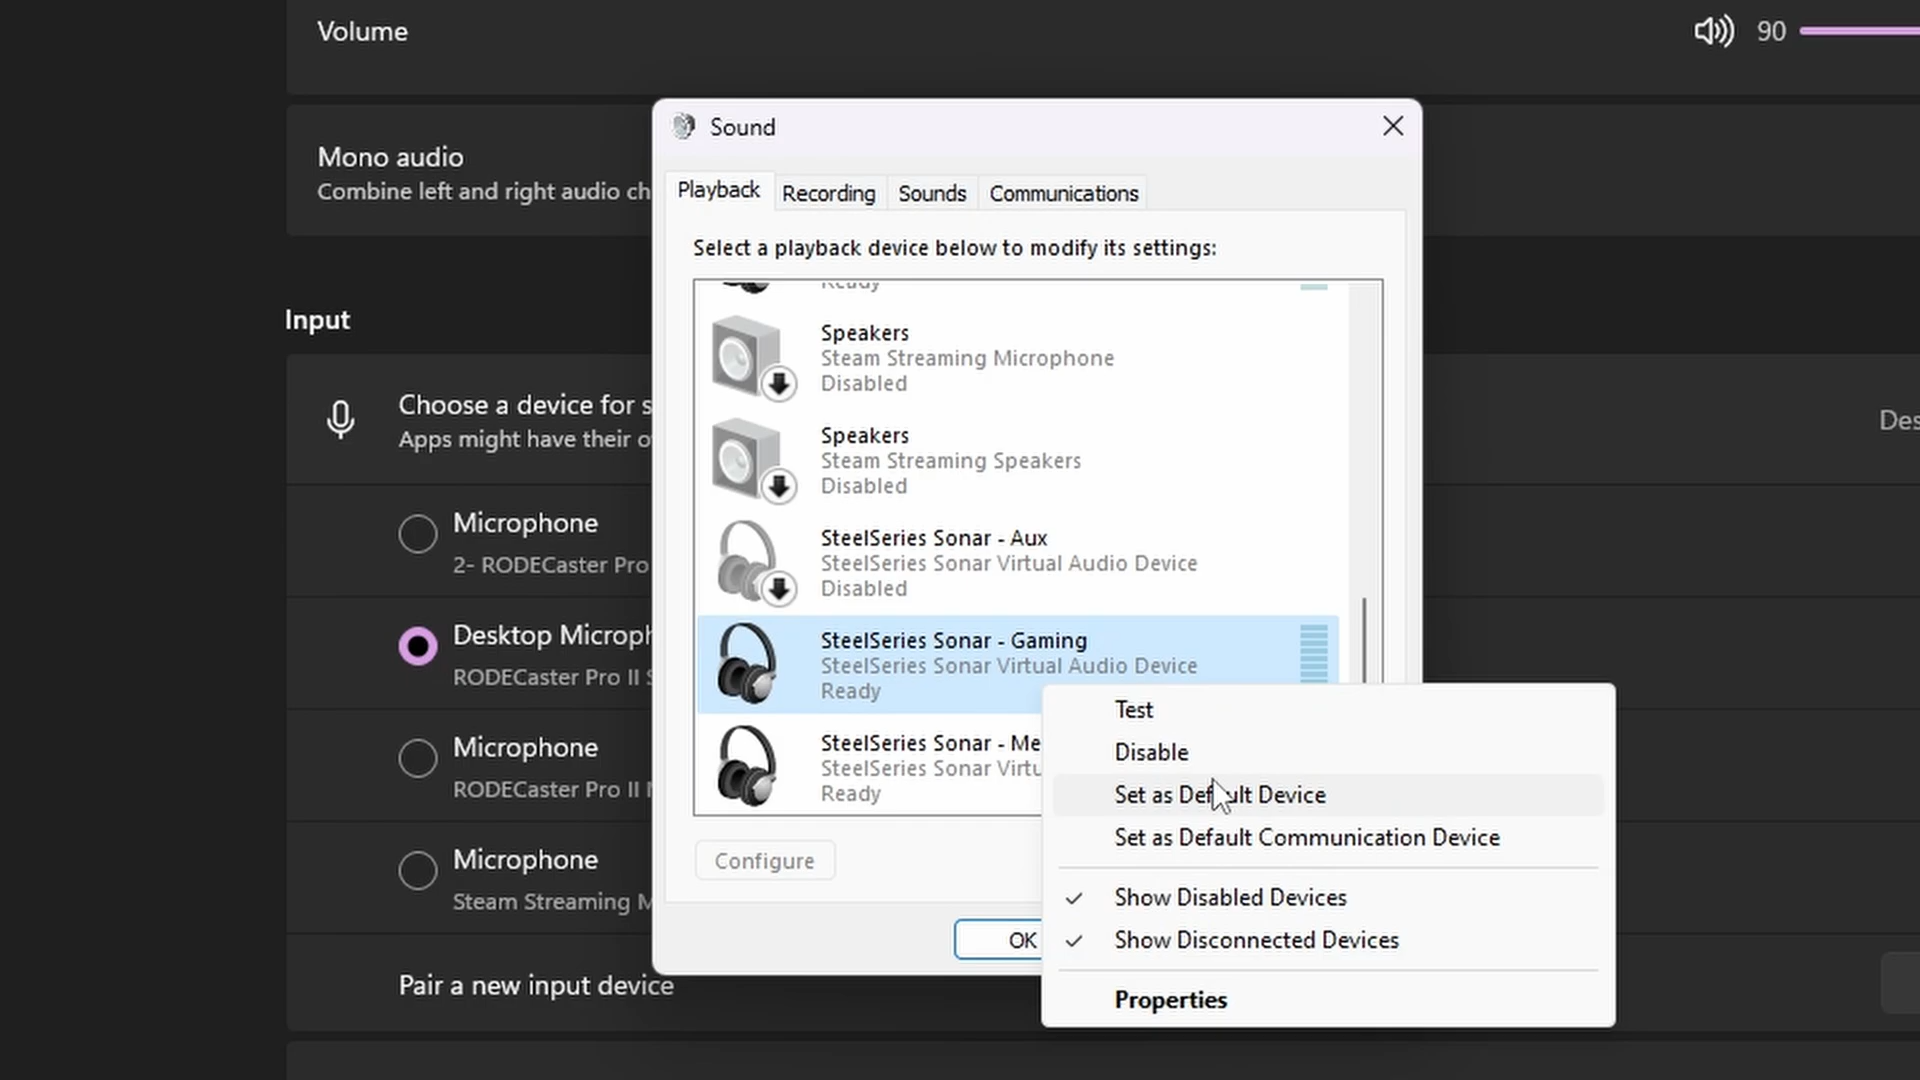 Volume
90
Sound
Mono audio
Combine left and right audio ch
Playback
Recording
Sounds
Communications
Select a playback device below to modify its settings:
Ready
Speakers
Steam Streaming Microphone
Disabled
Speakers
Steam Streaming Speakers
Disabled
SteelSeries Sonar - Aux
SteelSeries Sonar Virtual Audio Device
Disabled
SteelSeries Sonar - Gaming
SteelSeries Sonar Virtual Audio Device
Ready
SteelSeries Sonar - Me
SteelSeries Sonar Virtu
Ready
Configure
OK
Test
Disable
Set as Default Device
Set as Default Communication Device
Show Disabled Devices
Show Disconnected Devices
Properties
Input
Choose a device for s
Apps might have their o
Des
Microphone
2- RODECaster Pro
Desktop Microph
RODECaster Pro II S
Microphone
RODECaster Pro II
Microphone
Steam Streaming M
Pair a new input device